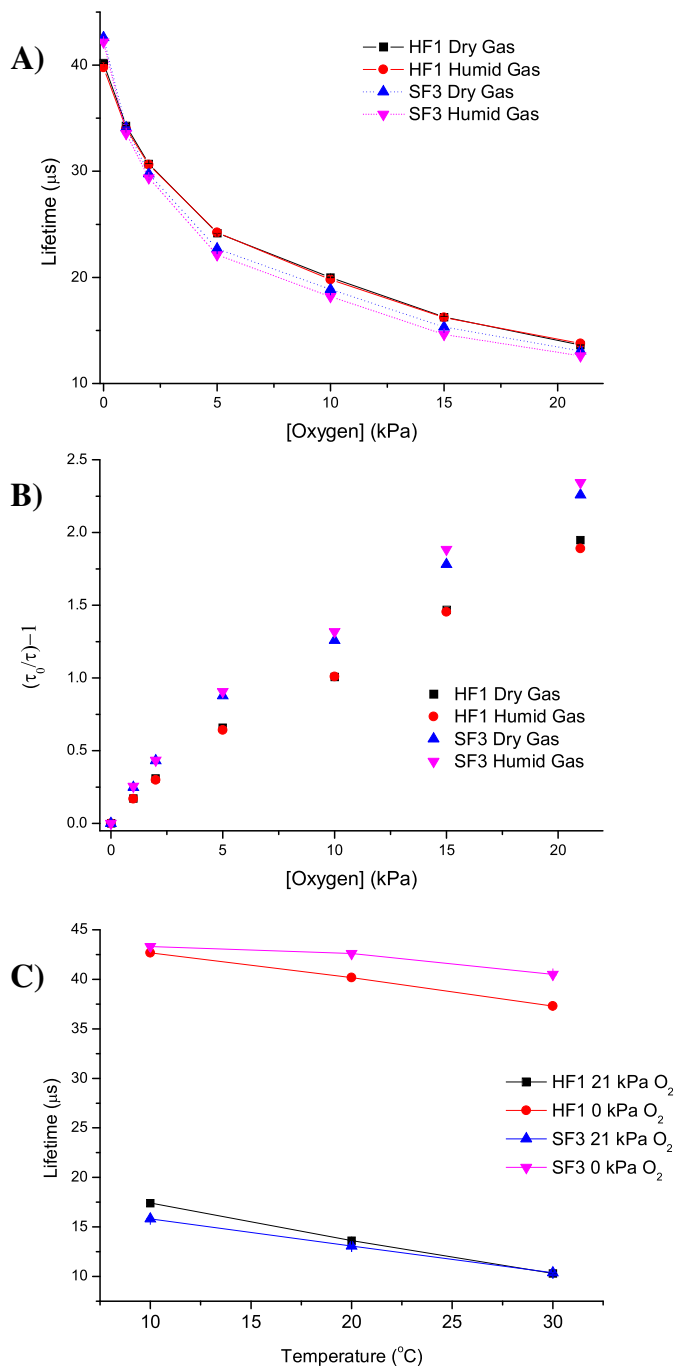 A)
HF1 Dry Gas
HF1 Humid Gas
SF3 Dry Gas
SF3 Humid Gas
40
30
20
10
Lifetime (μs)
0 5 10 15 20
[Oxygen] (kPa)
B)
2.5
2.0
1.5
1.0
0.5
0.0
(τ₀/τ)−1
HF1 Dry Gas
HF1 Humid Gas
SF3 Dry Gas
SF3 Humid Gas
0 5 10 15 20
[Oxygen] (kPa)
C)
45
40
35
30
25
20
15
10
Lifetime (μs)
HF1 21 kPa O₂
HF1 0 kPa O₂
SF3 21 kPa O₂
SF3 0 kPa O₂
10 15 20 25 30
Temperature (°C)